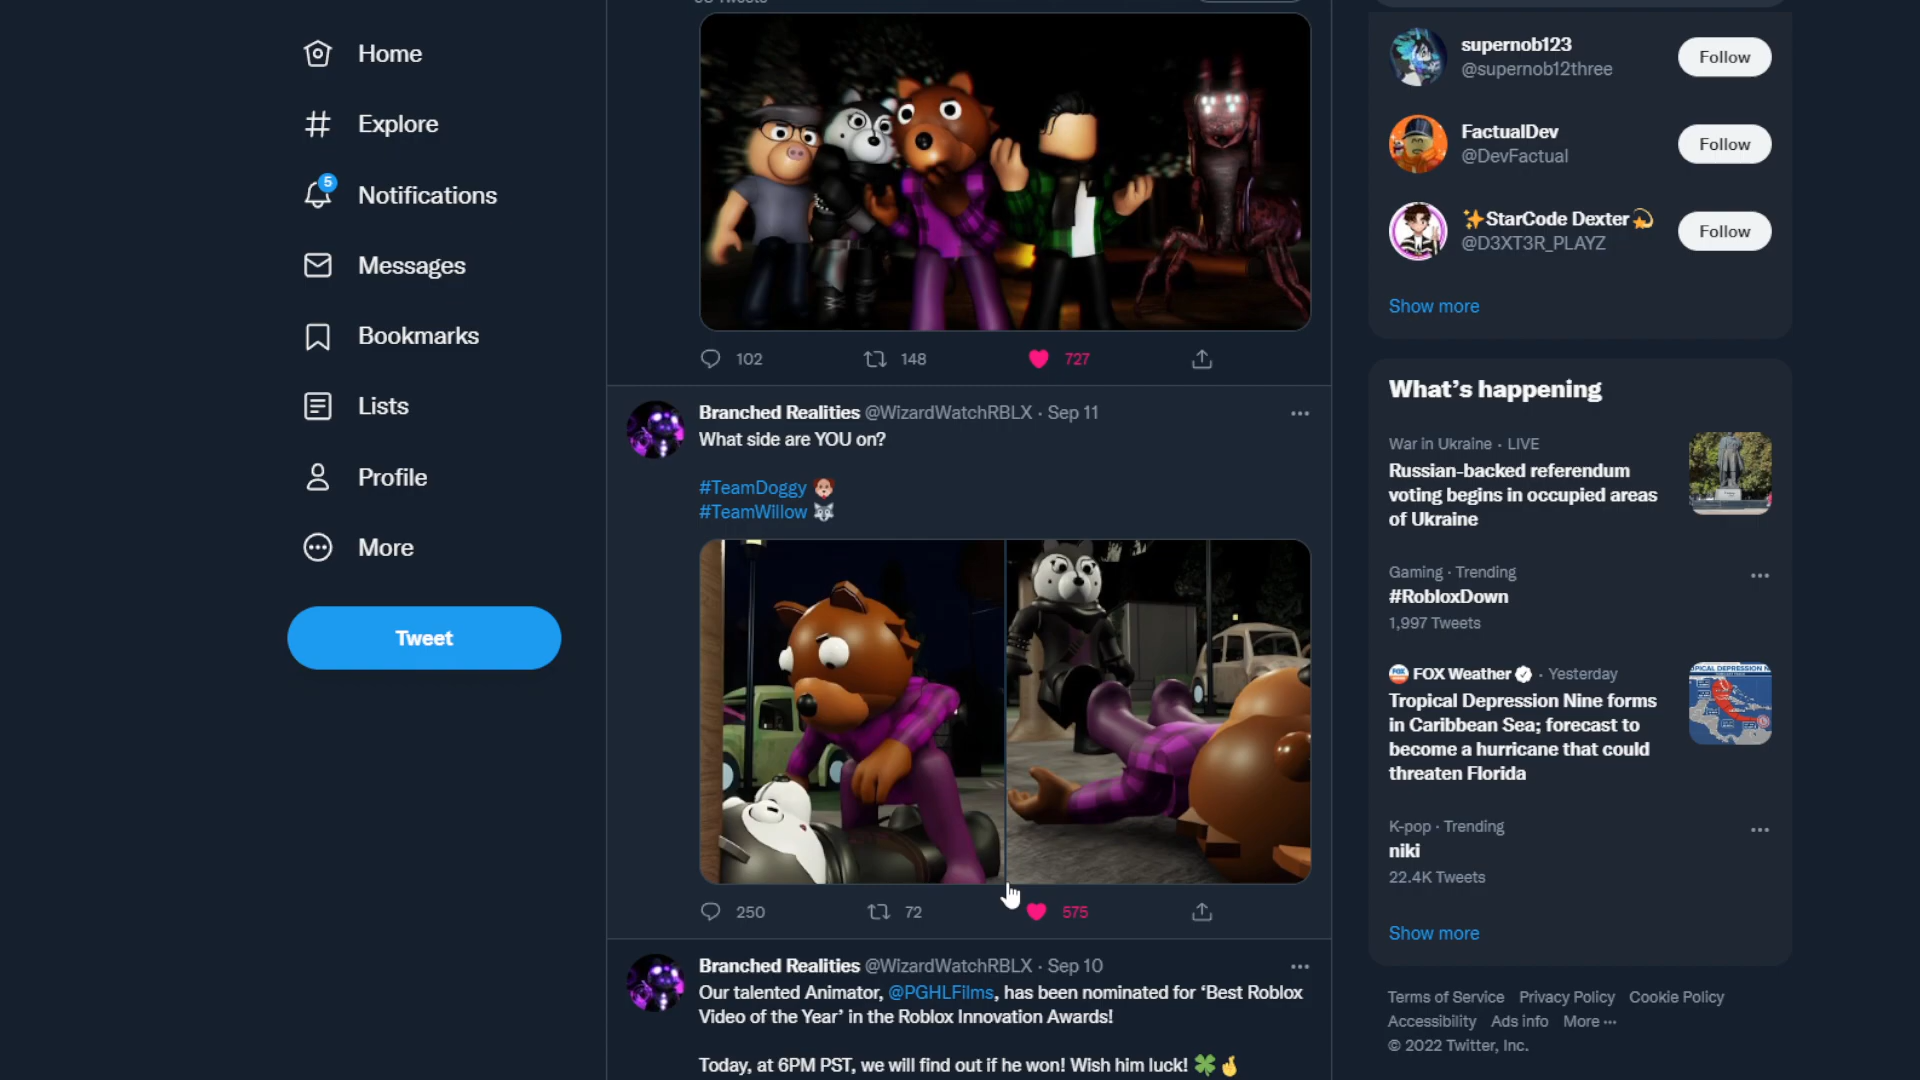 Home
Explore
5
Notifications
Messages
Bookmarks
Lists
Profile
More
Tweet
102
148
727
Branched Realities @WizardWatchRBLX · Sep 11
What side are YOU on?
#TeamDoggy
#TeamWillow
250
72
575
Branched Realities @WizardWatchRBLX · Sep 10
Our talented Animator, @PGHLFilms, has been nominated for ‘Best Roblox
Video of the Year’ in the Roblox Innovation Awards!
Today, at 6PM PST, we will find out if he won! Wish him luck!
supernob123
@supernob12three
Follow
FactualDev
@DevFactual
Follow
✨StarCode Dexter💫
@D3XT3R_PLAYZ
Follow
Show more
What’s happening
War in Ukraine · LIVE
Russian-backed referendum
voting begins in occupied areas
of Ukraine
Gaming · Trending
#RobloxDown
1,997 Tweets
FOX Weather · Yesterday
Tropical Depression Nine forms
in Caribbean Sea; forecast to
become a hurricane that could
threaten Florida
K-pop · Trending
niki
22.4K Tweets
Show more
Terms of Service Privacy Policy Cookie Policy
Accessibility Ads info More ···
© 2022 Twitter, Inc.